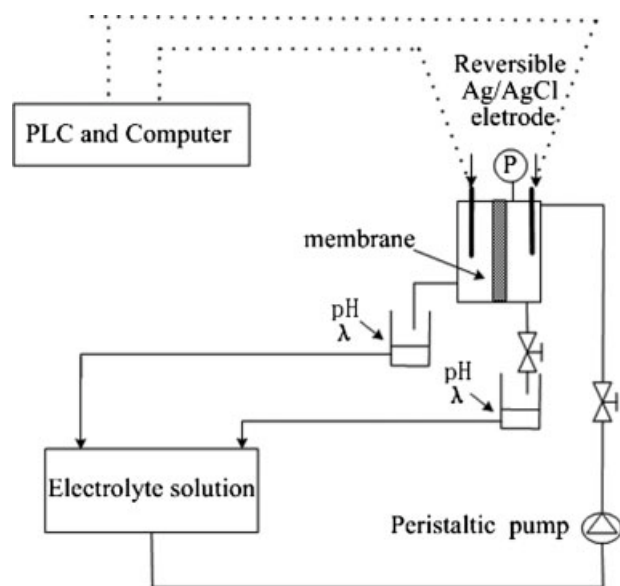 Reversible
Ag/AgCl
eletrode
PLC and Computer
P
membrane
pH
λ
pH
λ
Electrolyte solution
Peristaltic pump